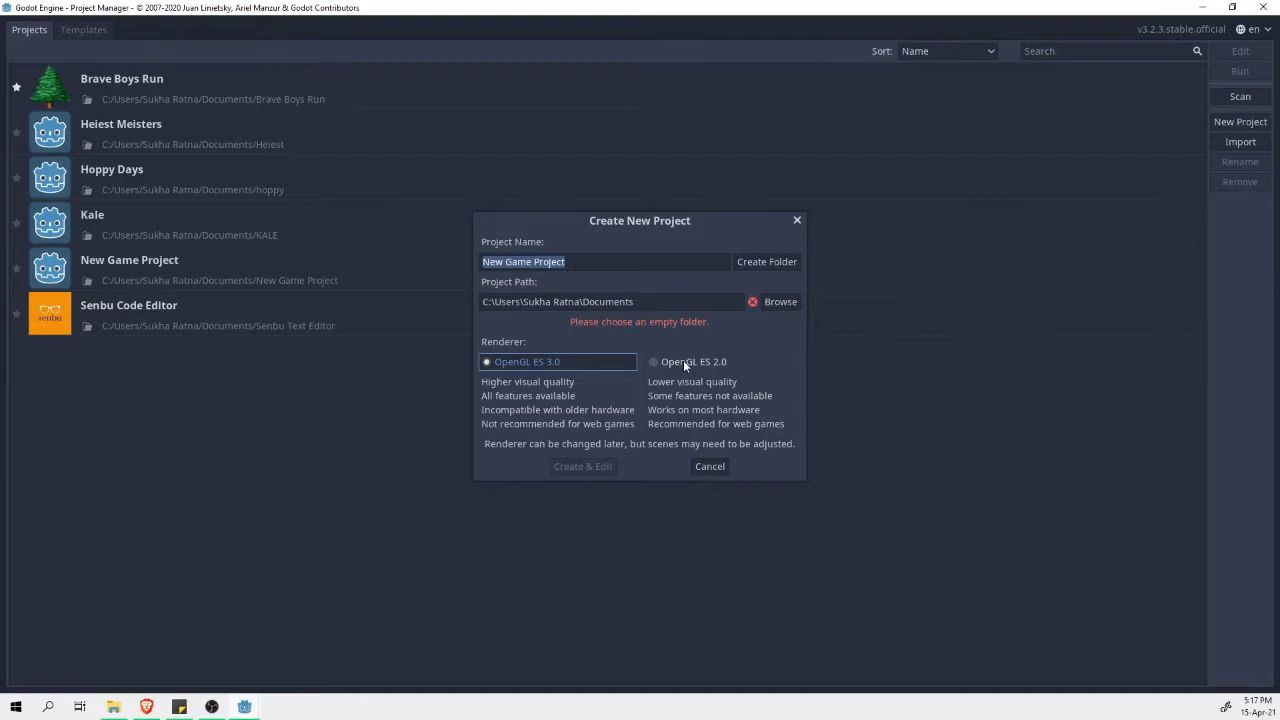 Godot Engine - Project Manager - © 2007-2020 Juan Linietsky, Ariel Manzur & Godot Contributors
Projects
Templates
v3.2.3.stable.official
en
Sort:
Name
Search
Edit
Run
Scan
New Project
Import
Rename
Remove
Brave Boys Run
C:/Users/Sukha Ratna/Documents/Brave Boys Run
Heiest Meisters
C:/Users/Sukha Ratna/Documents/Heiest
Hoppy Days
C:/Users/Sukha Ratna/Documents/hoppy
Kale
C:/Users/Sukha Ratna/Documents/KALE
New Game Project
C:/Users/Sukha Ratna/Documents/New Game Project
senbu
Senbu Code Editor
C:/Users/Sukha Ratna/Documents/Senbu Text Editor
Create New Project
Project Name:
New Game Project
Create Folder
Project Path:
C:\Users\Sukha Ratna\Documents
Browse
Please choose an empty folder.
Renderer:
OpenGL ES 3.0
OpenGL ES 2.0
Higher visual quality
Lower visual quality
All features available
Some features not available
Incompatible with older hardware
Works on most hardware
Not recommended for web games
Recommended for web games
Renderer can be changed later, but scenes may need to be adjusted.
Create & Edit
Cancel
5:17 PM
15-Apr-21